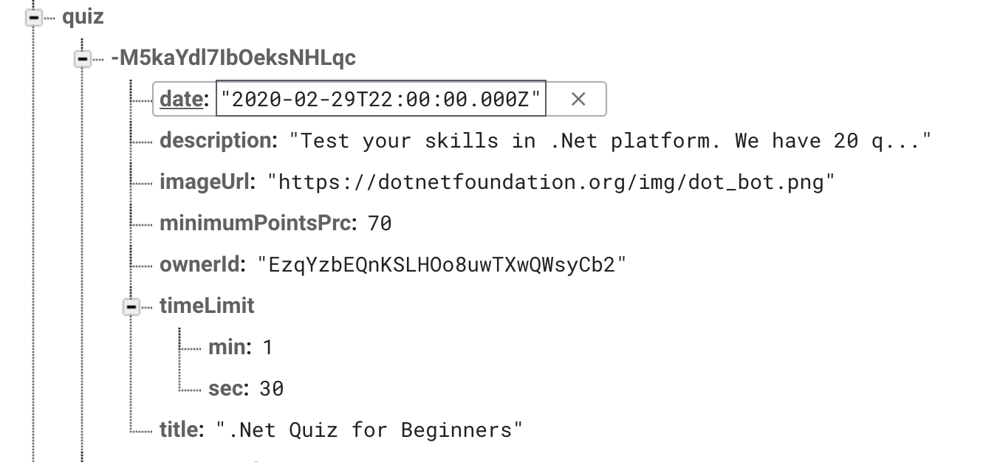 quiz
-M5kaYdl7IbOeksNHLqc
date: "2020-02-29T22:00:00.000Z" ×
description: "Test your skills in .Net platform. We have 20 q..."
imageUrl: "https://dotnetfoundation.org/img/dot_bot.png"
minimumPointsPrc: 70
ownerId: "EzqYzbEQnKSLHOo8uwTXwQWsyCb2"
timeLimit
min: 1
sec: 30
title: ".Net Quiz for Beginners"